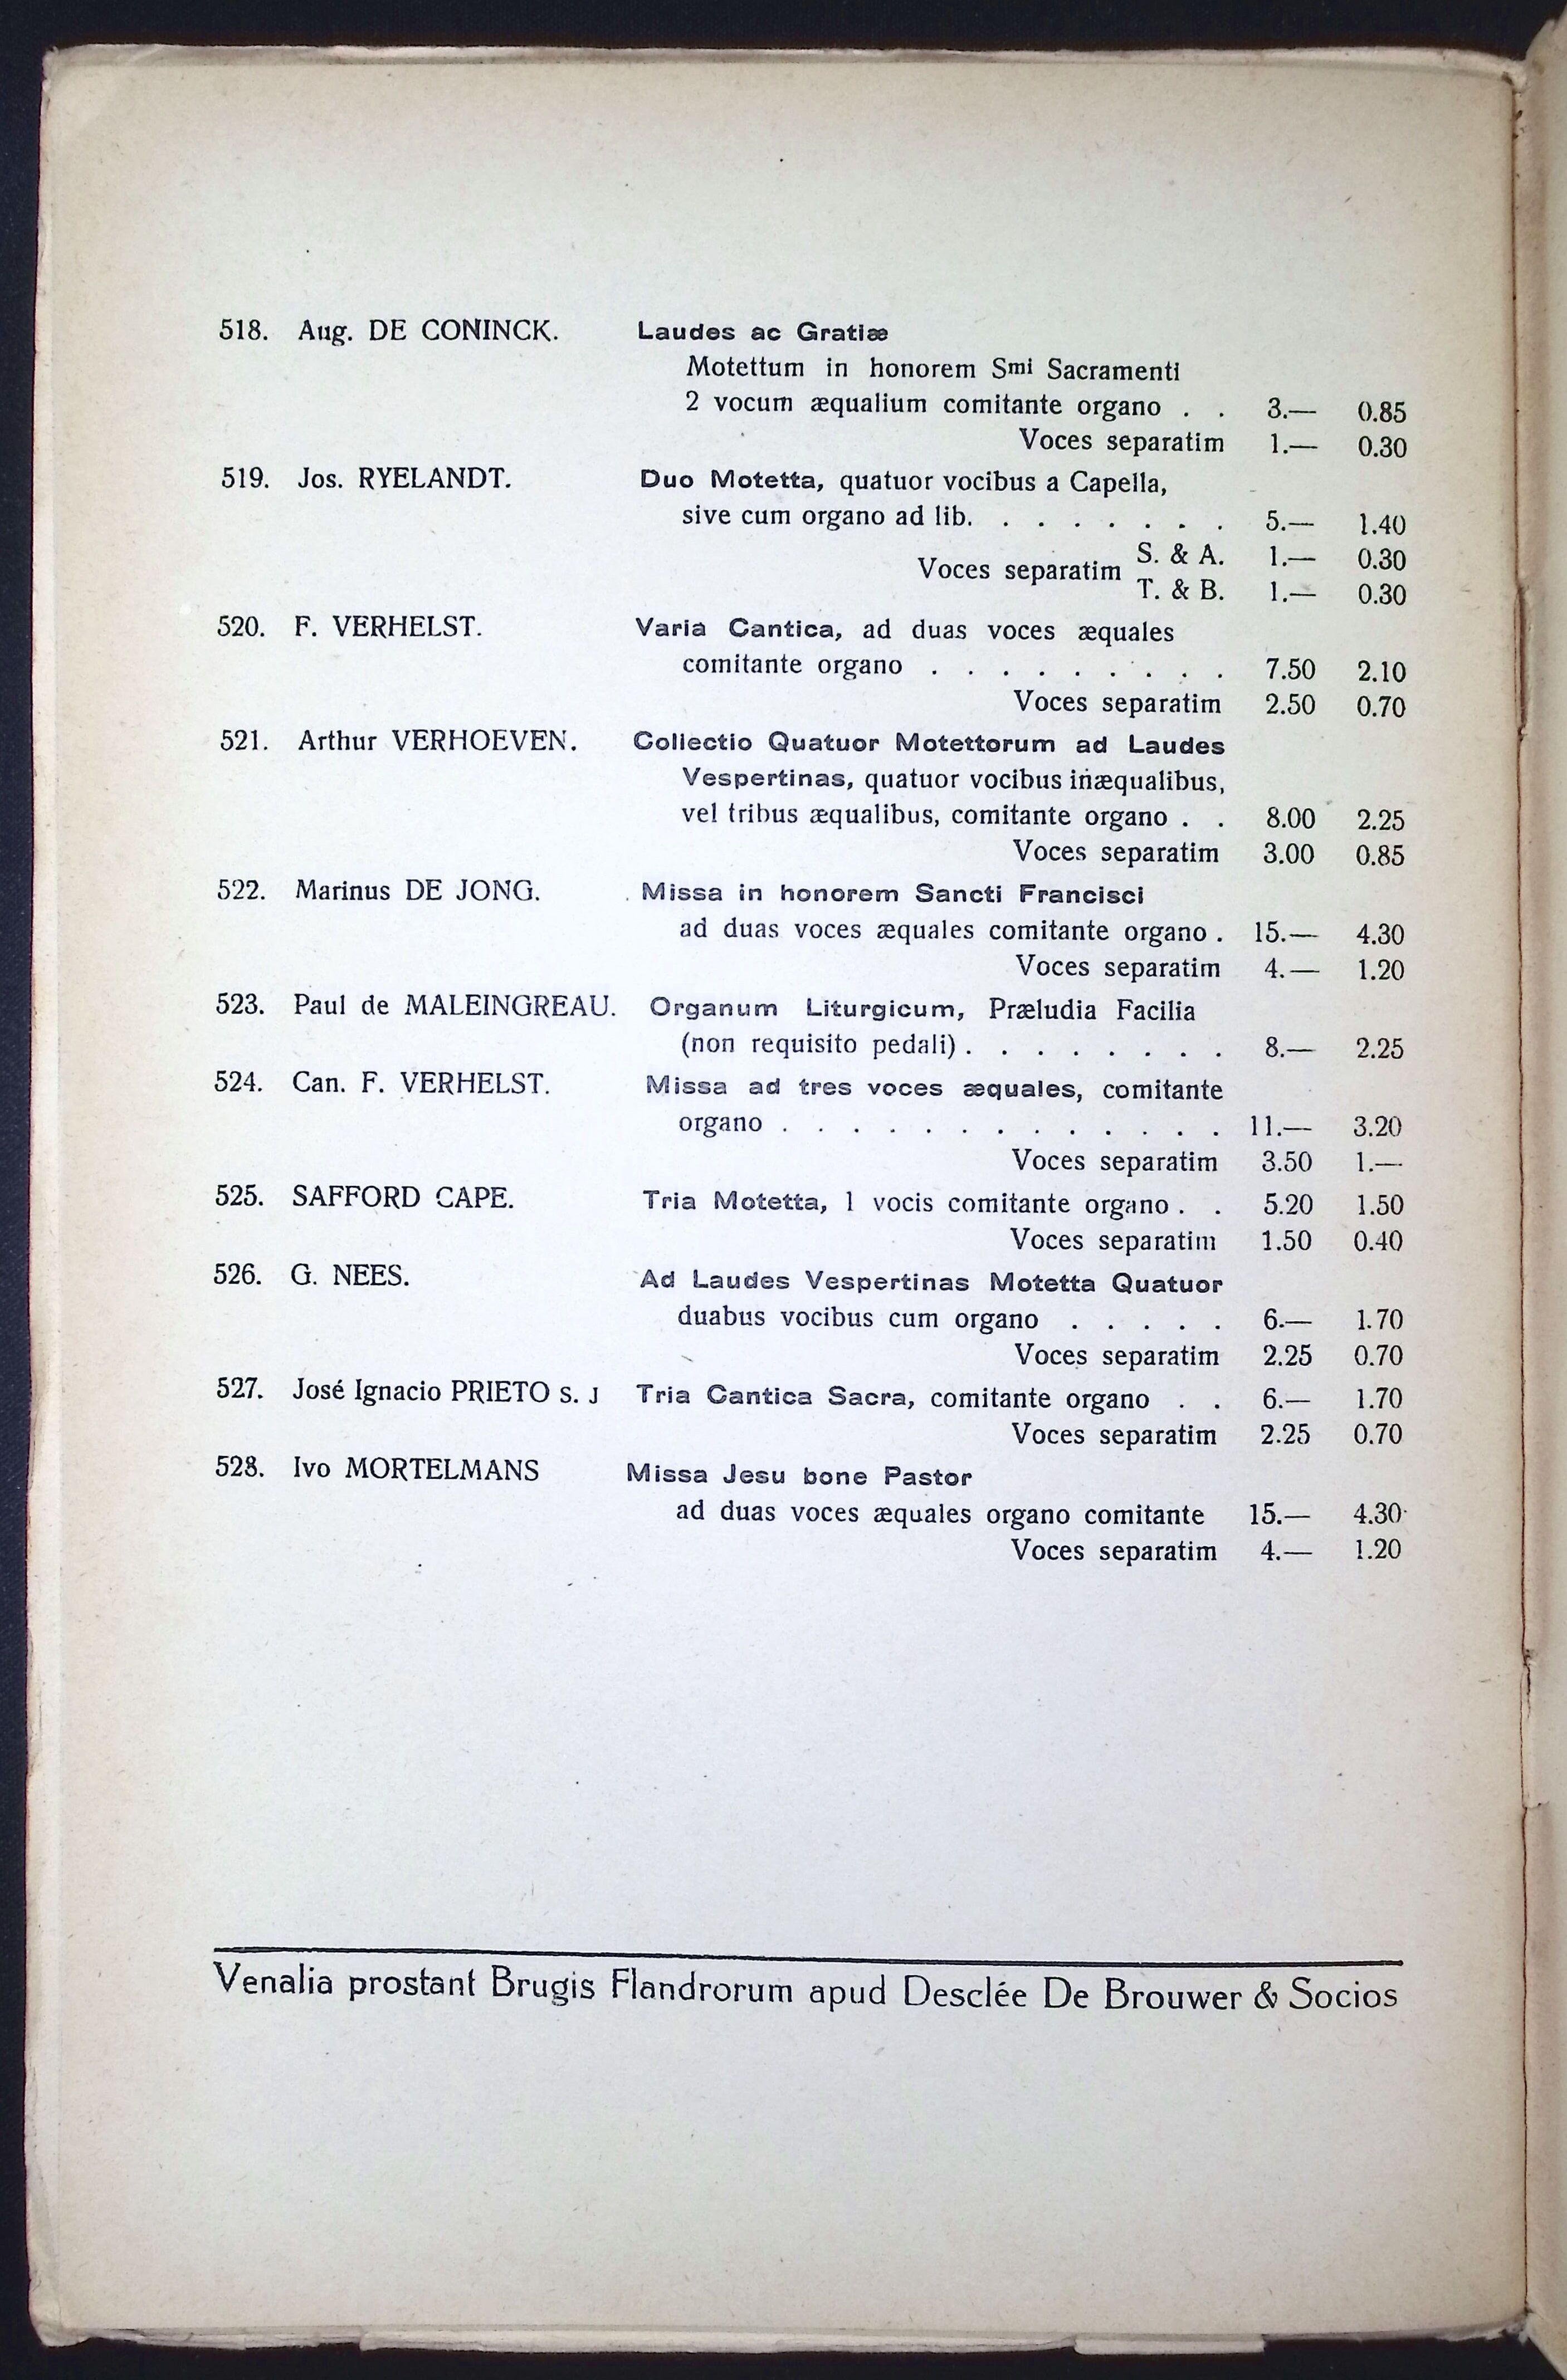 518. Aug. DE CONINCK. Laudes ac Gratiæ
Motettum in honorem Smi Sacramenti
2 vocum æqualium comitante organo . . 3.— 0.85
Voces separatim 1.— 0.30
519. Jos. RYELANDT. Duo Motetta, quatuor vocibus a Capella,
sive cum organo ad lib. . . . . . . . 5.— 1.40
Voces separatim S. & A. 1.— 0.30
T. & B. 1.— 0.30
520. F. VERHELST. Varia Cantica, ad duas voces æquales
comitante organo . . . . . . . . . 7.50 2.10
Voces separatim 2.50 0.70
521. Arthur VERHOEVEN. Collectio Quatuor Motettorum ad Laudes
Vespertinas, quatuor vocibus inæqualibus,
vel tribus æqualibus, comitante organo . . 8.00 2.25
Voces separatim 3.00 0.85
522. Marinus DE JONG. Missa in honorem Sancti Francisci
ad duas voces æquales comitante organo . 15.— 4.30
Voces separatim 4.— 1.20
523. Paul de MALEINGREAU. Organum Liturgicum, Præludia Facilia
(non requisito pedali) . . . . . . . . 8.— 2.25
524. Can. F. VERHELST. Missa ad tres voces æquales, comitante
organo . . . . . . . . . . . . . 11.— 3.20
Voces separatim 3.50 1.—
525. SAFFORD CAPE. Tria Motetta, 1 vocis comitante organo . . 5.20 1.50
Voces separatim 1.50 0.40
526. G. NEES. Ad Laudes Vespertinas Motetta Quatuor
duabus vocibus cum organo . . . . . 6.— 1.70
Voces separatim 2.25 0.70
527. José Ignacio PRIETO S. J Tria Cantica Sacra, comitante organo . . 6.— 1.70
Voces separatim 2.25 0.70
528. Ivo MORTELMANS Missa Jesu bone Pastor
ad duas voces æquales organo comitante 15.— 4.30
Voces separatim 4.— 1.20
Venalia prostant Brugis Flandrorum apud Desclée De Brouwer & Socios